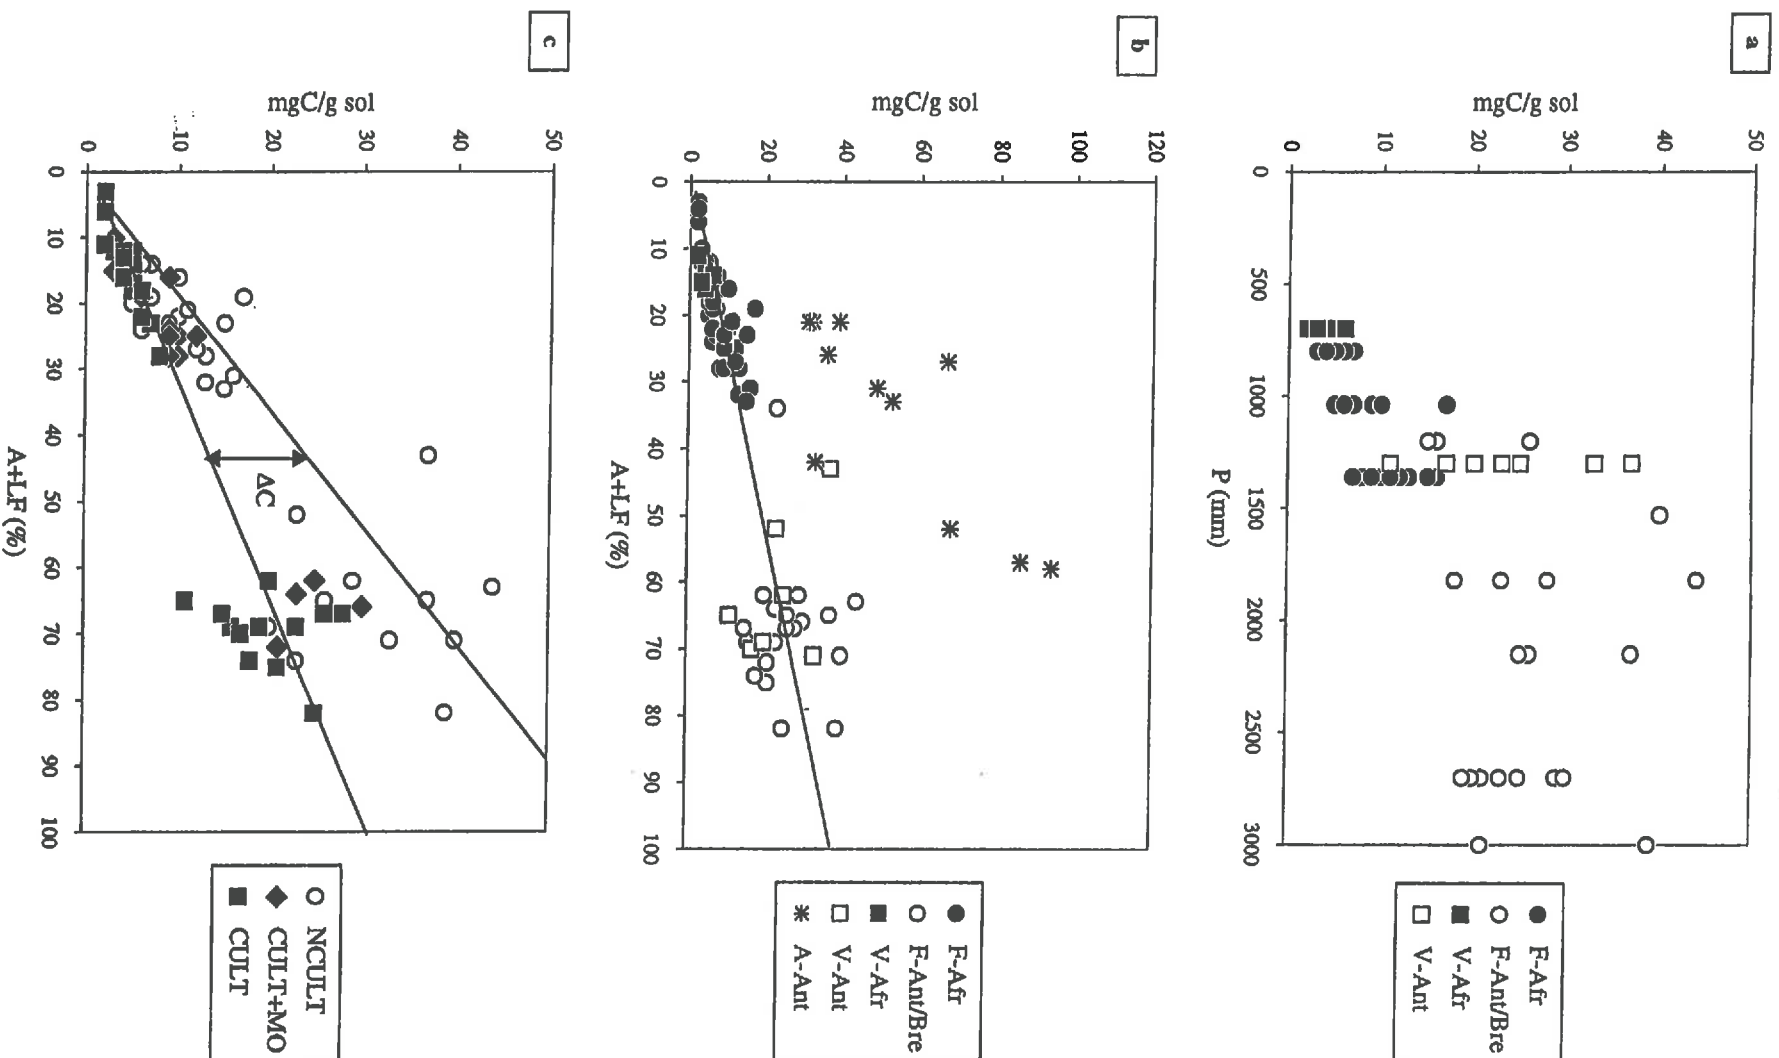 a
mgC/g sol
50
40
30
20
10
0
0
500
1000
1500
2000
2500
3000
P (mm)
F-Afr
F-Ant/Bre
V-Afr
V-Ant
b
mgC/g sol
120
100
80
60
40
20
0
0
10
20
30
40
50
60
70
80
90
100
A+LF (%)
F-Afr
F-Ant/Bre
V-Afr
V-Ant
A-Ant
c
mgC/g sol
50
40
30
20
10
0
0
10
20
30
40
50
60
70
80
90
100
A+LF (%)
ΔC
NCULT
CULT+MO
CULT